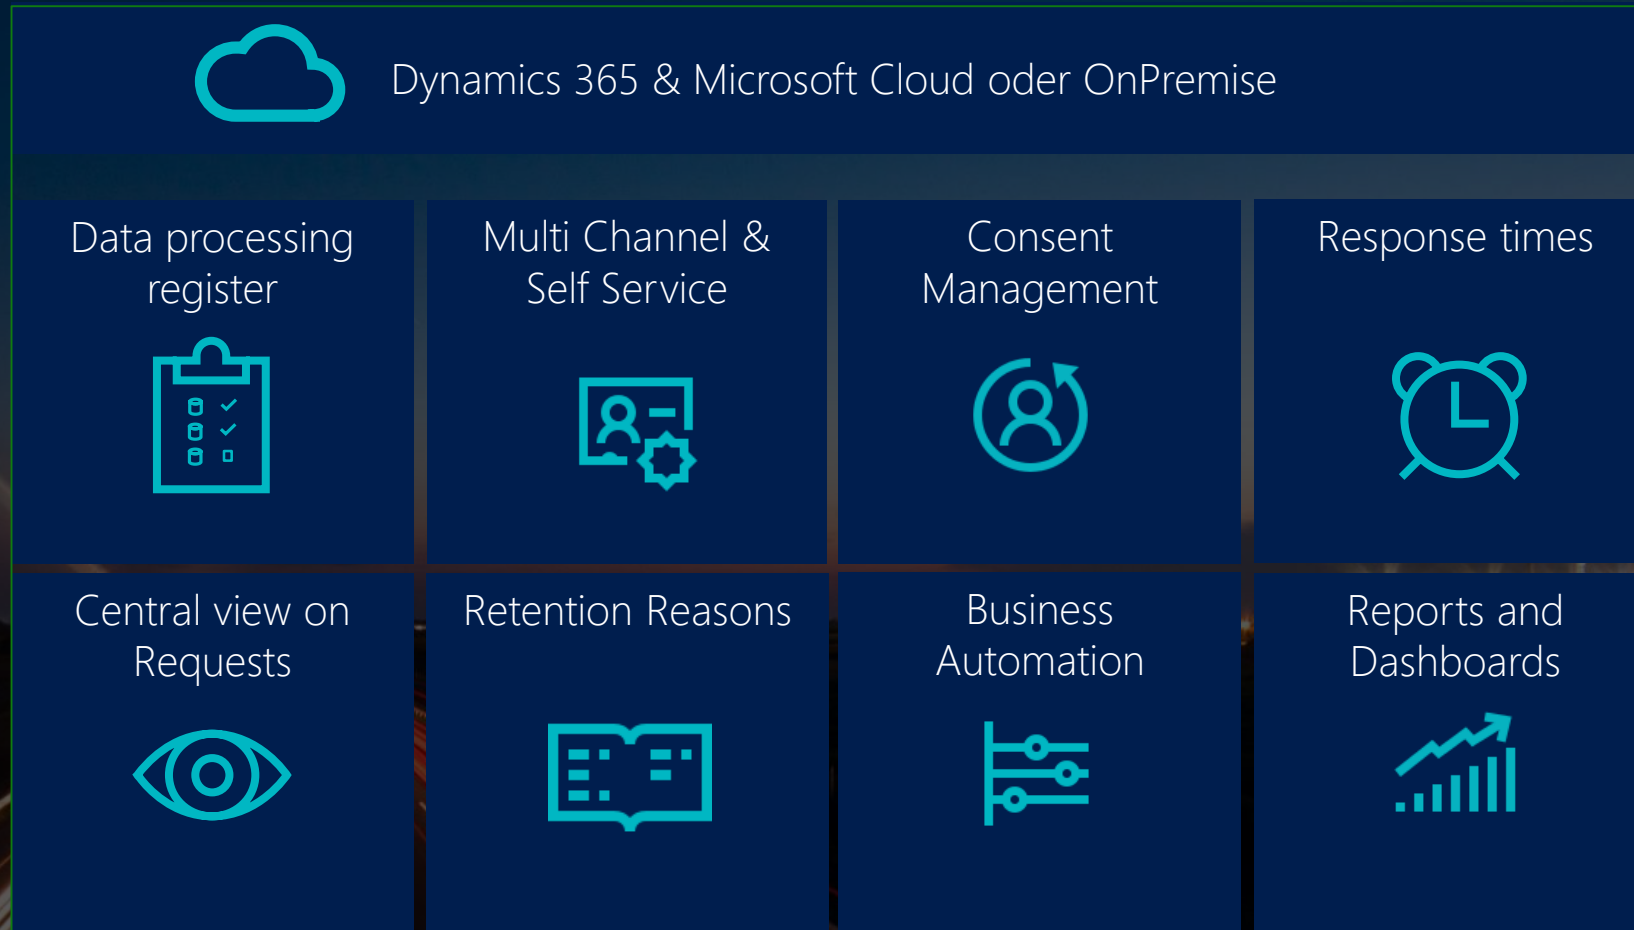 Dynamics 365 & Microsoft Cloud oder OnPremise
Data processing
register
Multi Channel &
Self Service
Consent
Management
Response times
Central view on
Requests
Retention Reasons
Business
Automation
Reports and
Dashboards